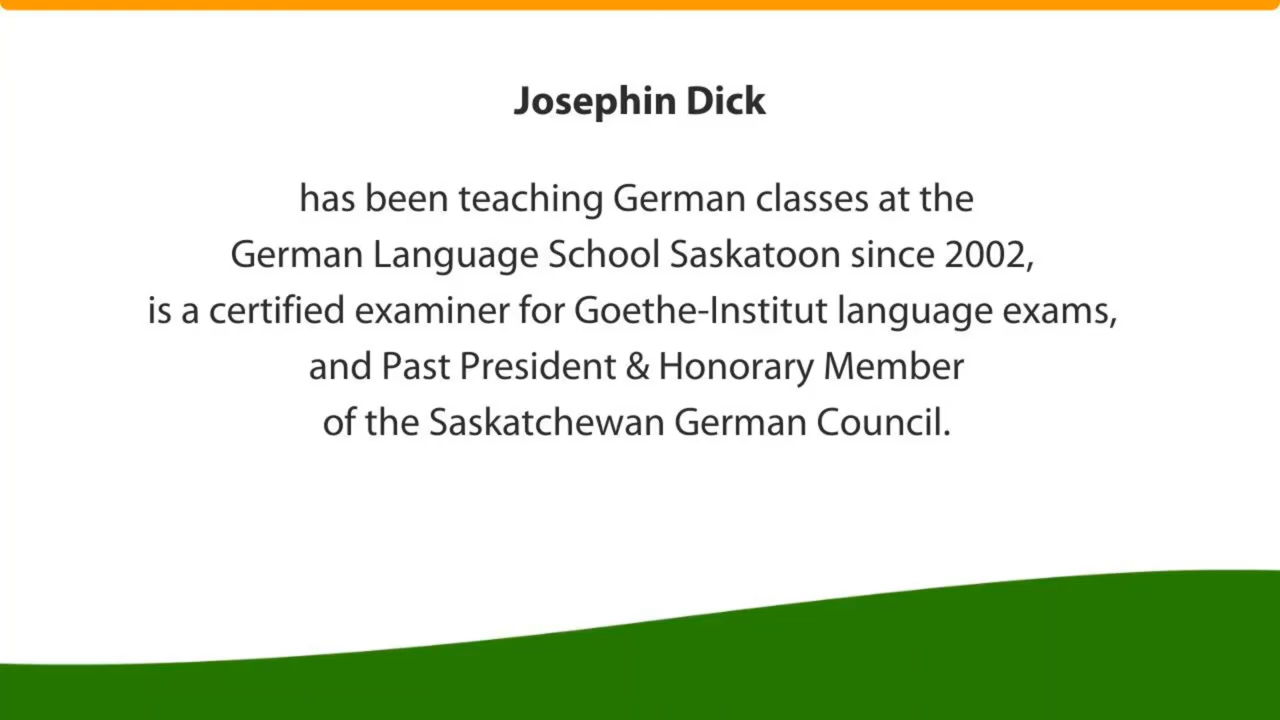 Josephin Dick
has been teaching German classes at the
German Language School Saskatoon since 2002,
is a certified examiner for Goethe-Institut language exams,
and Past President & Honorary Member
of the Saskatchewan German Council.